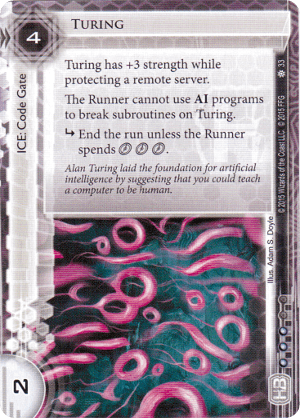 TURING
4
ICE: Code Gate
Turing has +3 strength while
protecting a remote server.
The Runner cannot use AI programs
to break subroutines on Turing.
↳ End the run unless the Runner
spends
Alan Turing laid the foundation for artificial
intelligence by suggesting that you could teach
a computer to be human.
33
© 2015 Wizards of the Coast LLC. © 2015 FFG
Illus. Adam S. Doyle
2
HB